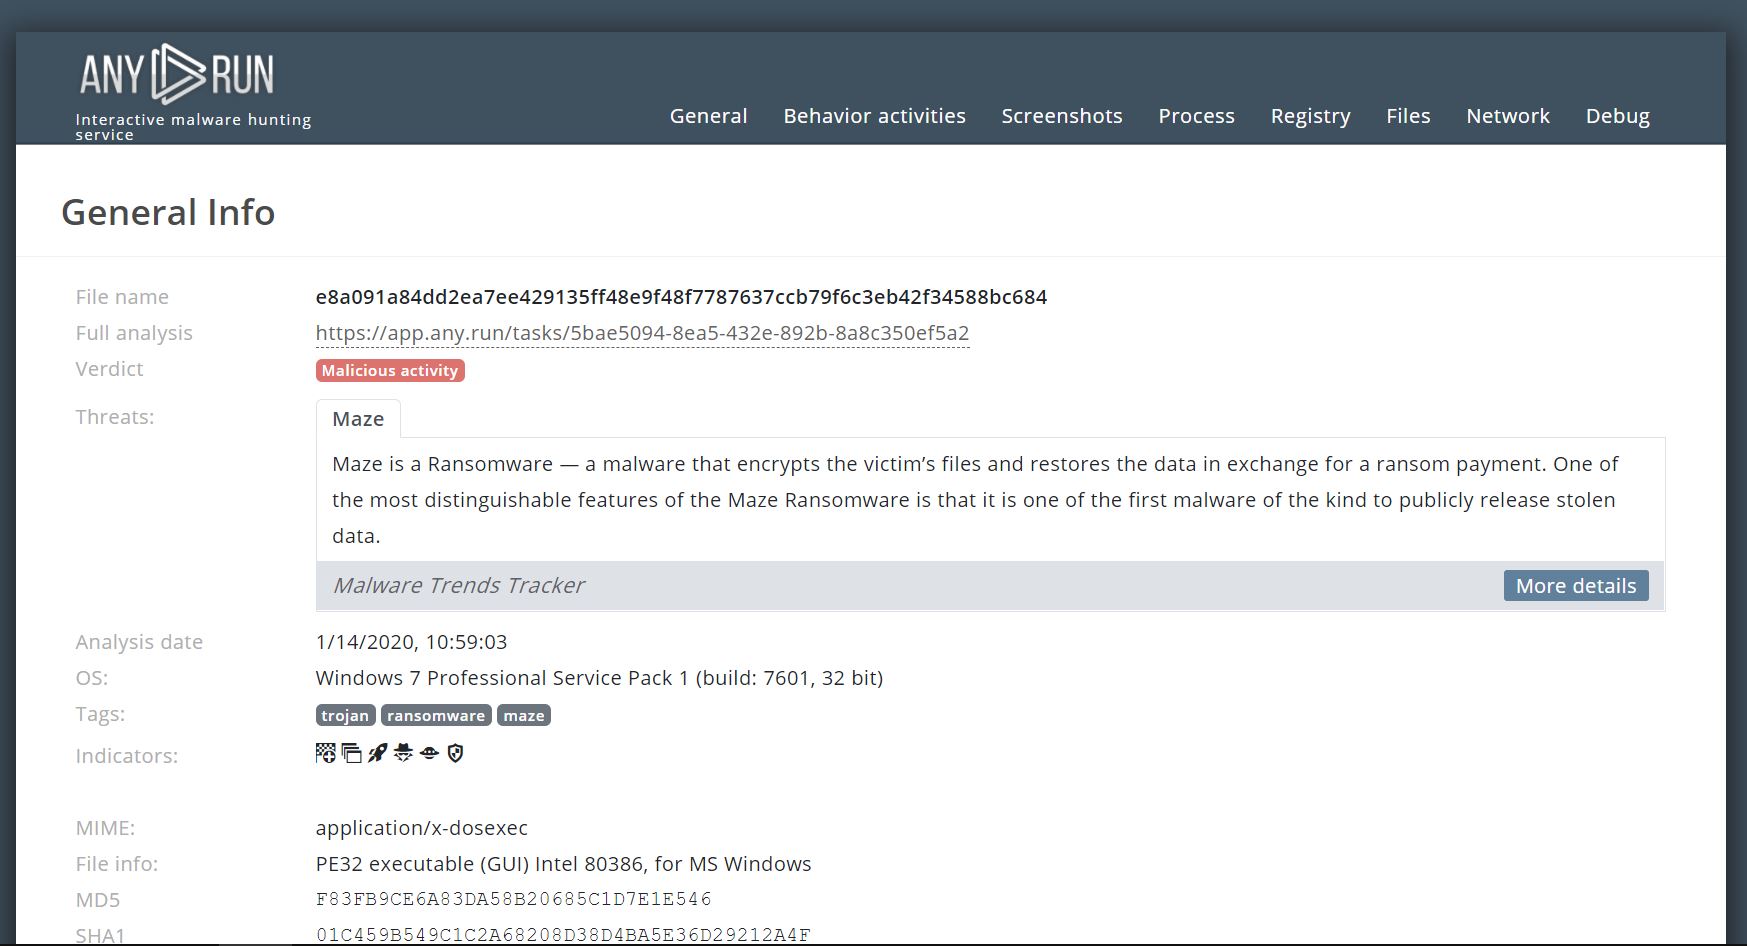 ANY RUN
Interactive malware hunting
service
General Behavior activities Screenshots Process Registry Files Network Debug
General Info
File name e8a091a84dd2ea7ee429135ff48e9f48f7787637ccb79f6c3eb42f34588bc684
Full analysis https://app.any.run/tasks/5bae5094-8ea5-432e-892b-8a8c350ef5a2
Verdict Malicious activity
Threats: Maze
Maze is a Ransomware — a malware that encrypts the victim’s files and restores the data in exchange for a ransom payment. One of
the most distinguishable features of the Maze Ransomware is that it is one of the first malware of the kind to publicly release stolen
data.
Malware Trends Tracker More details
Analysis date 1/14/2020, 10:59:03
OS: Windows 7 Professional Service Pack 1 (build: 7601, 32 bit)
Tags: trojan ransomware maze
Indicators:
MIME: application/x-dosexec
File info: PE32 executable (GUI) Intel 80386, for MS Windows
MD5 F83FB9CE6A83DA58B20685C1D7E1E546
SHA1 01C459B549C1C2A68208D38D4BA5E36D29212A4F